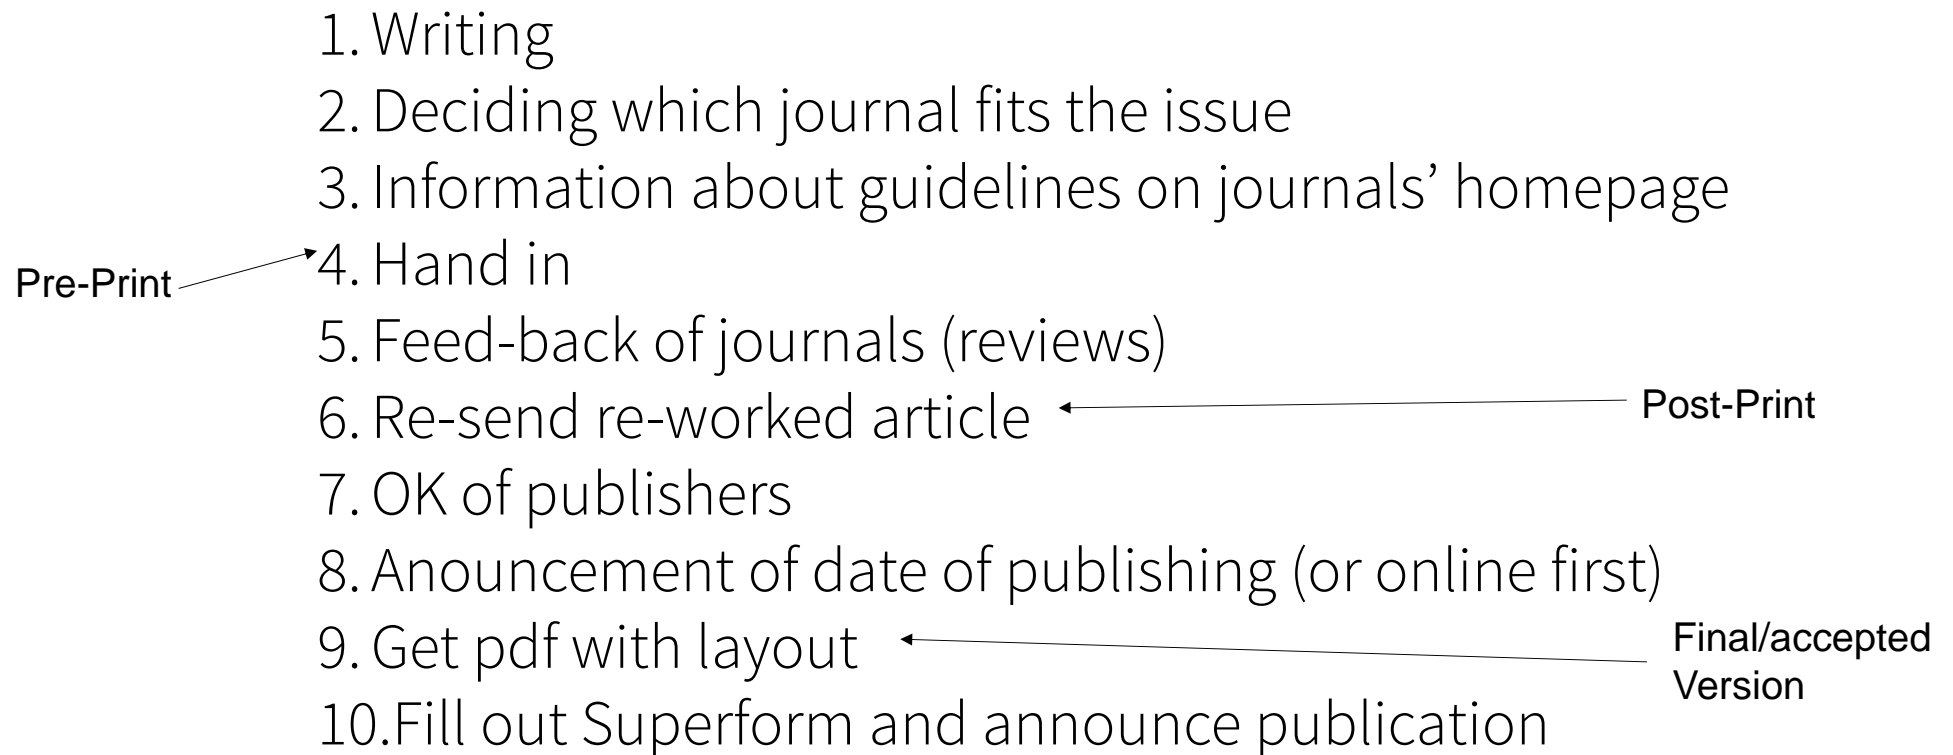 1. Writing
2. Deciding which journal fits the issue
3. Information about guidelines on journals’ homepage
Pre-Print
4. Hand in
5. Feed-back of journals (reviews)
6. Re-send re-worked article
Post-Print
7. OK of publishers
8. Anouncement of date of publishing (or online first)
9. Get pdf with layout
Final/accepted
Version
10.Fill out Superform and announce publication